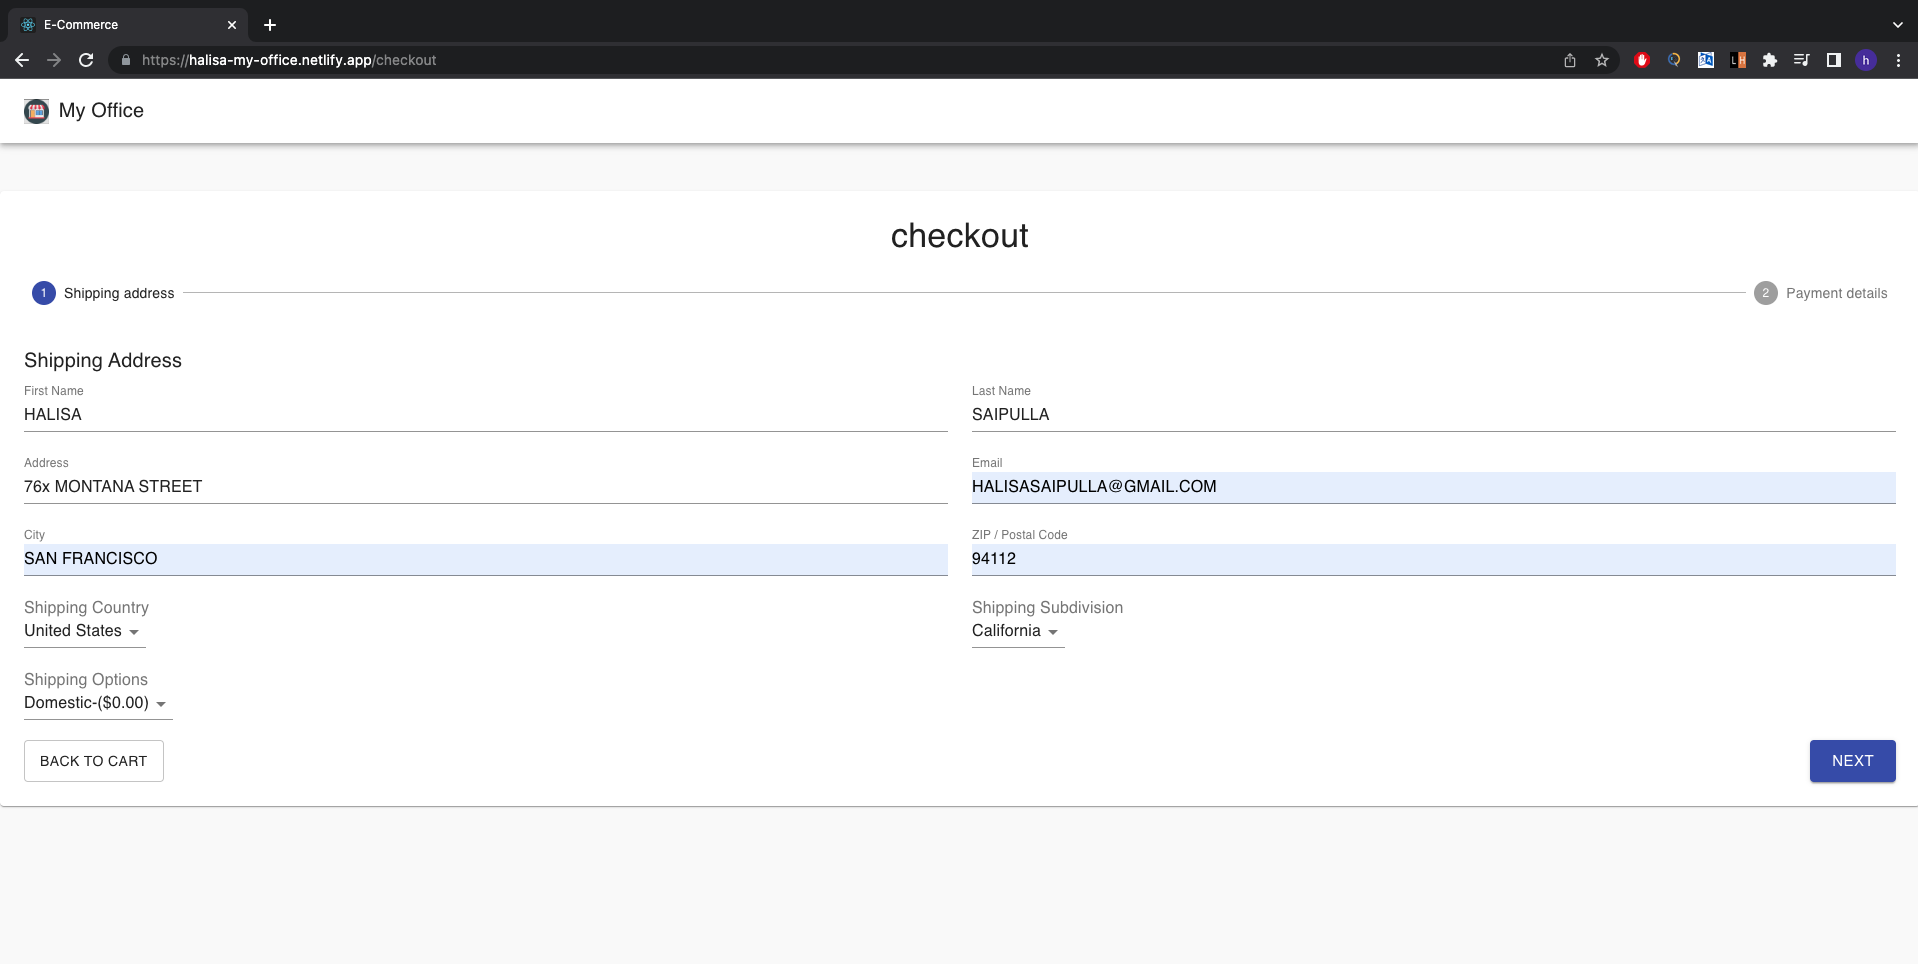 E-Commerce
https://halisa-my-office.netlify.app/checkout
LH
h
My Office
checkout
1 Shipping address
2 Payment details
Shipping Address
First Name
HALISA
Last Name
SAIPULLA
Address
76x MONTANA STREET
Email
HALISASAIPULLA@GMAIL.COM
City
SAN FRANCISCO
ZIP / Postal Code
94112
Shipping Country
United States
Shipping Subdivision
California
Shipping Options
Domestic-($0.00)
BACK TO CART
NEXT